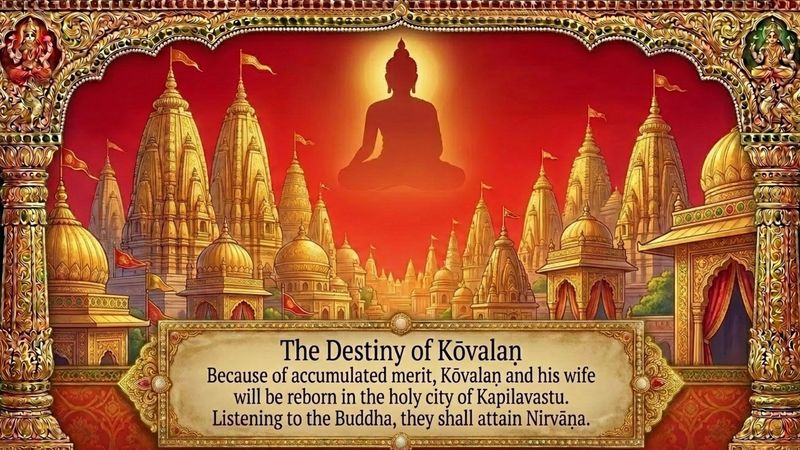 The Destiny of Kōvalaṇ
Because of accumulated merit, Kōvalaṇ and his wife
will be reborn in the holy city of Kapilavastu.
Listening to the Buddha, they shall attain Nirvāṇa.